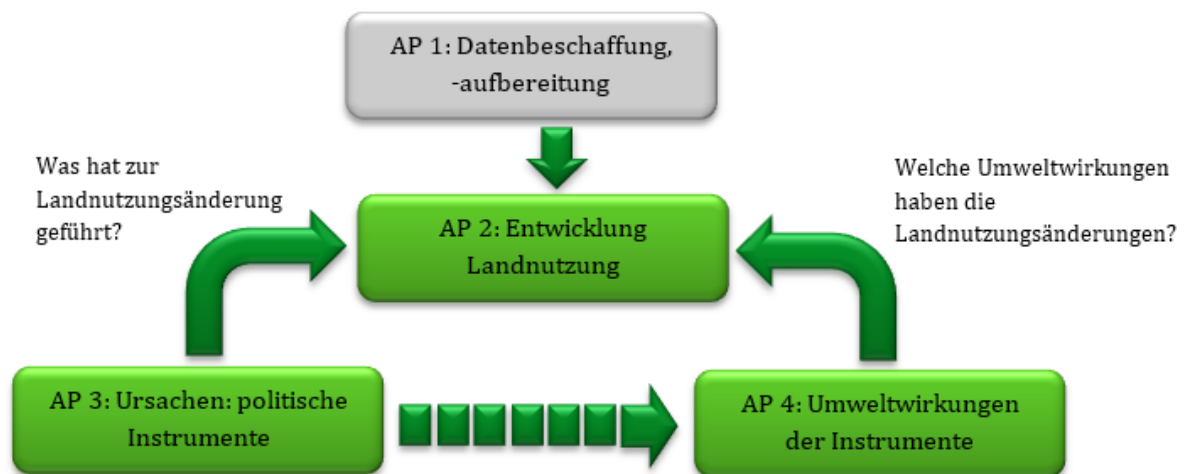 AP 1: Datenbeschaffung,
-aufbereitung
Was hat zur
Landnutzungsänderung
geführt?
Welche Umweltwirkungen
haben die
Landnutzungsänderungen?
AP 2: Entwicklung
Landnutzung
AP 3: Ursachen: politische
Instrumente
AP 4: Umweltwirkungen
der Instrumente